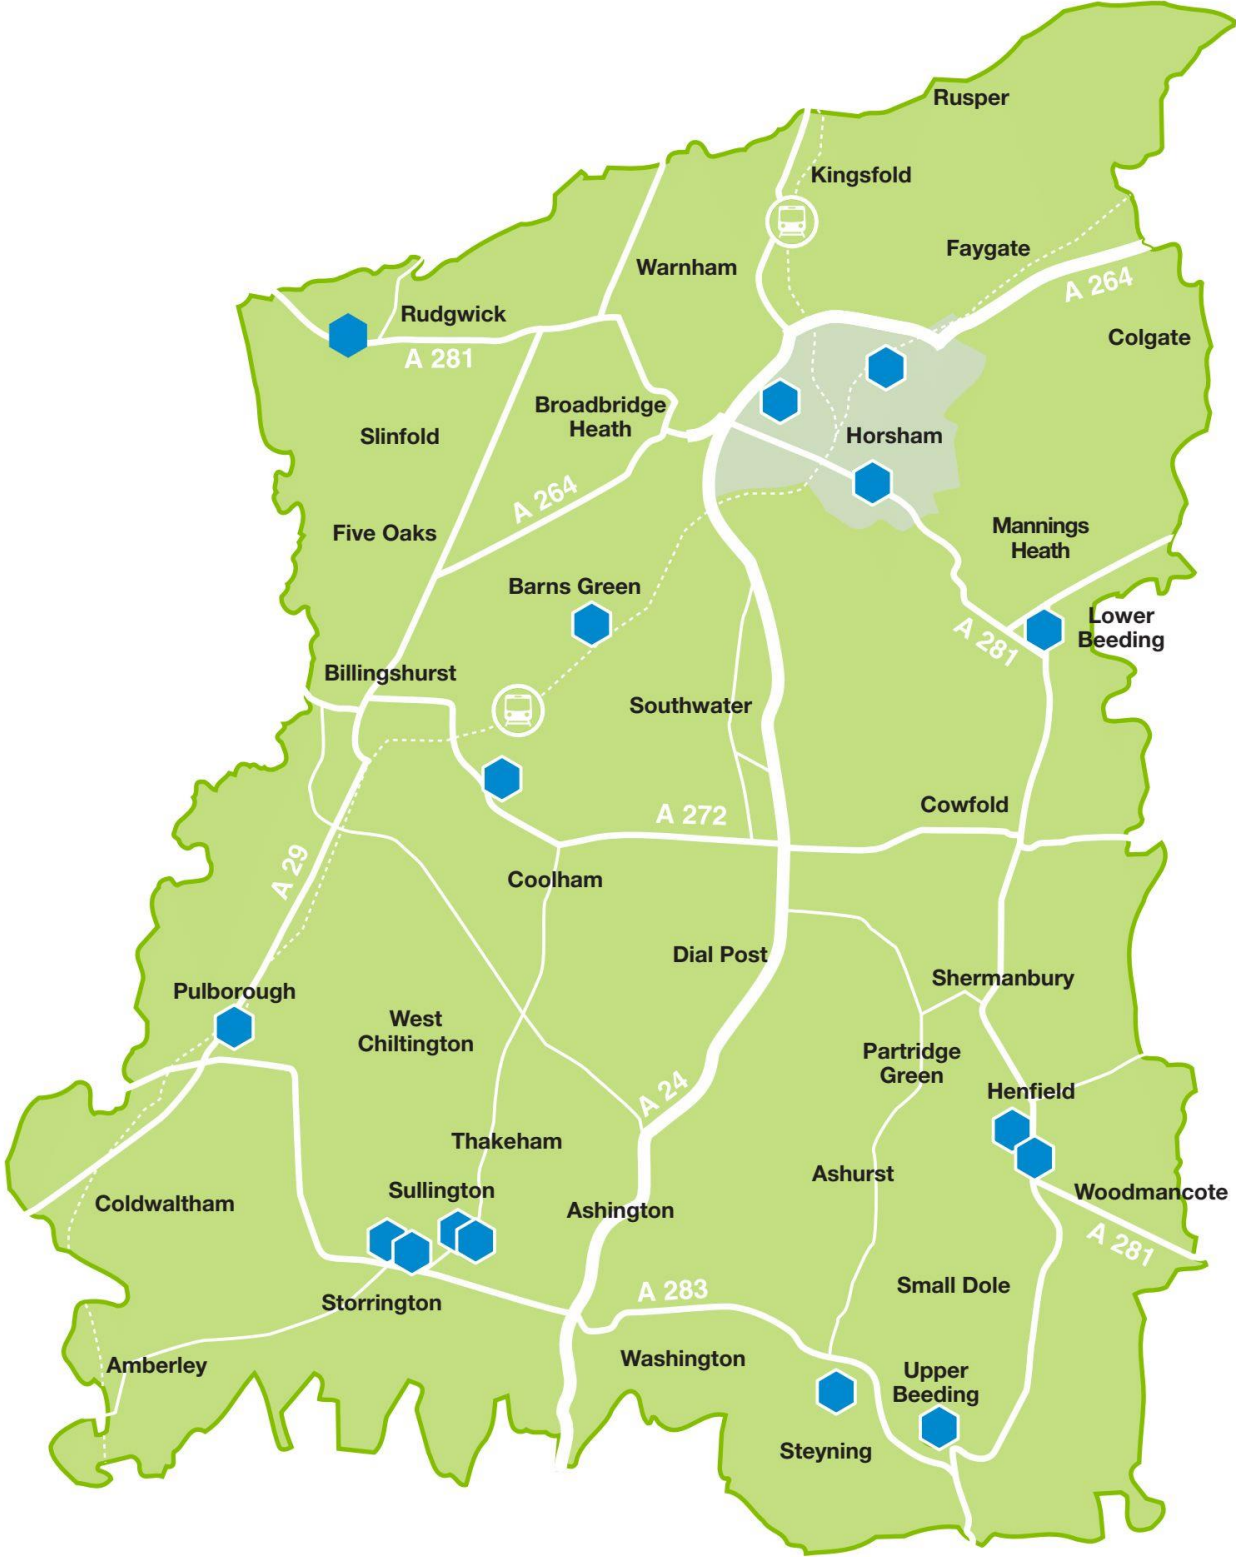 Rusper
Kingsfold
Faygate
Warnham
A 264
Rudgwick
Colgate
A 281
Broadbridge
Heath
Slinfold
Horsham
A 264
Five Oaks
Mannings
Heath
Barns Green
Lower
Beeding
A 281
Billingshurst
Southwater
Cowfold
A 272
A 29
Coolham
Dial Post
Shermanbury
Pulborough
West
Chiltington
Partridge
Green
A 24
Henfield
Thakeham
Ashurst
Sullington
Woodmancote
Coldwaltham
Ashington
A 281
Small Dole
A 283
Storrington
Washington
Amberley
Upper
Beeding
Steyning